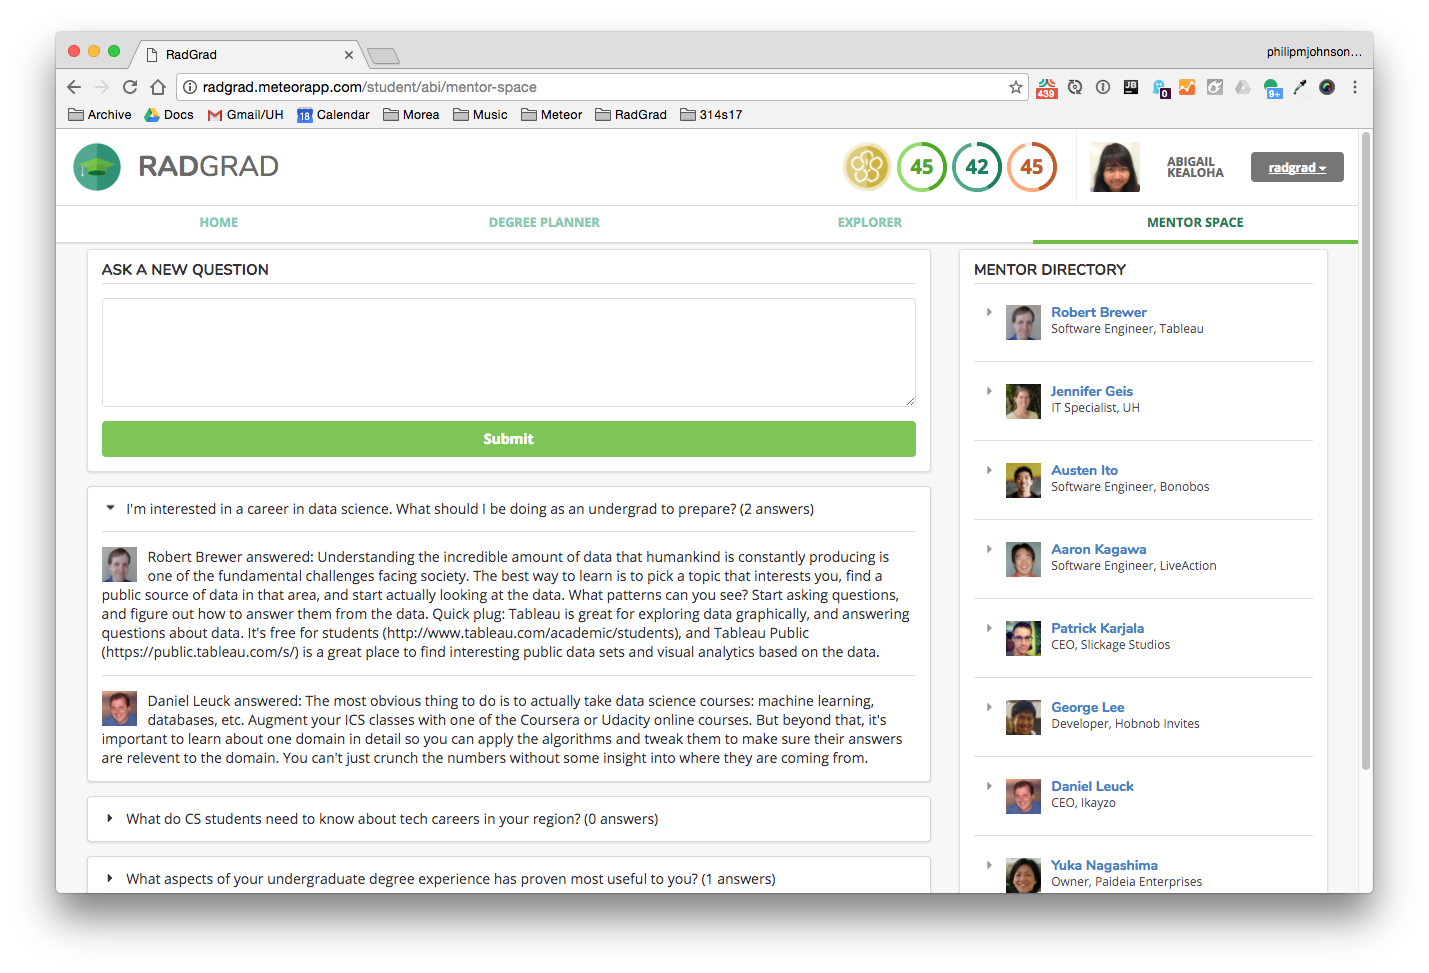 RadGrad
philipmjohnson...
radgrad.meteorapp.com/student/abi/mentor-space
439
JB
0
9+
Archive
Docs
Gmail/UH
18
Calendar
Morea
Music
Meteor
RadGrad
314s17
RADGRAD
45
42
45
ABIGAIL
KEALOHA
radgrad
HOME
DEGREE PLANNER
EXPLORER
MENTOR SPACE
ASK A NEW QUESTION
Submit
I'm interested in a career in data science. What should I be doing as an undergrad to prepare? (2 answers)
Robert Brewer answered: Understanding the incredible amount of data that humankind is constantly producing is
one of the fundamental challenges facing society. The best way to learn is to pick a topic that interests you, find a
public source of data in that area, and start actually looking at the data. What patterns can you see? Start asking questions,
and figure out how to answer them from the data. Quick plug: Tableau is great for exploring data graphically, and answering
questions about data. It's free for students (http://www.tableau.com/academic/students), and Tableau Public
(https://public.tableau.com/s/) is a great place to find interesting public data sets and visual analytics based on the data.
Daniel Leuck answered: The most obvious thing to do is to actually take data science courses: machine learning,
databases, etc. Augment your ICS classes with one of the Coursera or Udacity online courses. But beyond that, it's
important to learn about one domain in detail so you can apply the algorithms and tweak them to make sure their answers
are relevent to the domain. You can't just crunch the numbers without some insight into where they are coming from.
What do CS students need to know about tech careers in your region? (0 answers)
What aspects of your undergraduate degree experience has proven most useful to you? (1 answers)
MENTOR DIRECTORY
Robert Brewer
Software Engineer, Tableau
Jennifer Geis
IT Specialist, UH
Austen Ito
Software Engineer, Bonobos
Aaron Kagawa
Software Engineer, LiveAction
Patrick Karjala
CEO, Slickage Studios
George Lee
Developer, Hobnob Invites
Daniel Leuck
CEO, Ikayzo
Yuka Nagashima
Owner, Paideia Enterprises